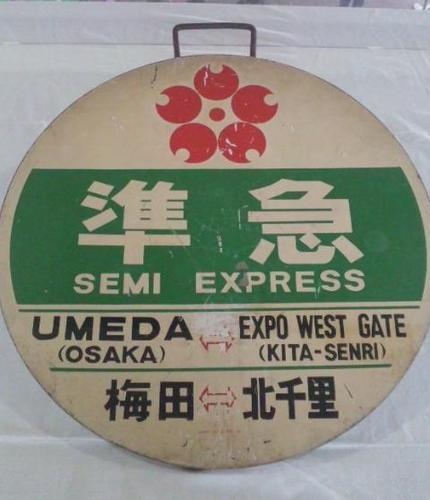 準急
SEMI EXPRESS
UMEDA ⇔ EXPO WEST GATE
(OSAKA) (KITA-SENRI)
梅田 ⇔ 北千里